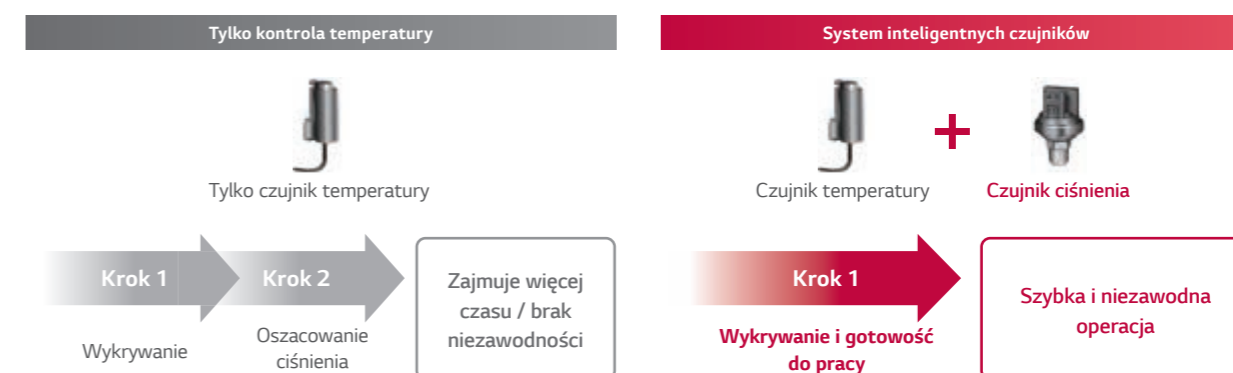 Tylko kontrola temperatury
Tylko czujnik temperatury
Krok 1
Krok 2
Wykrywanie
Oszacowanie
ciśnienia
Zajmuje więcej
czasu / brak
niezawodności
System inteligentnych czujników
Czujnik temperatury
+
Czujnik ciśnienia
Krok 1
Wykrywanie i gotowość
do pracy
Szybka i niezawodna
operacja